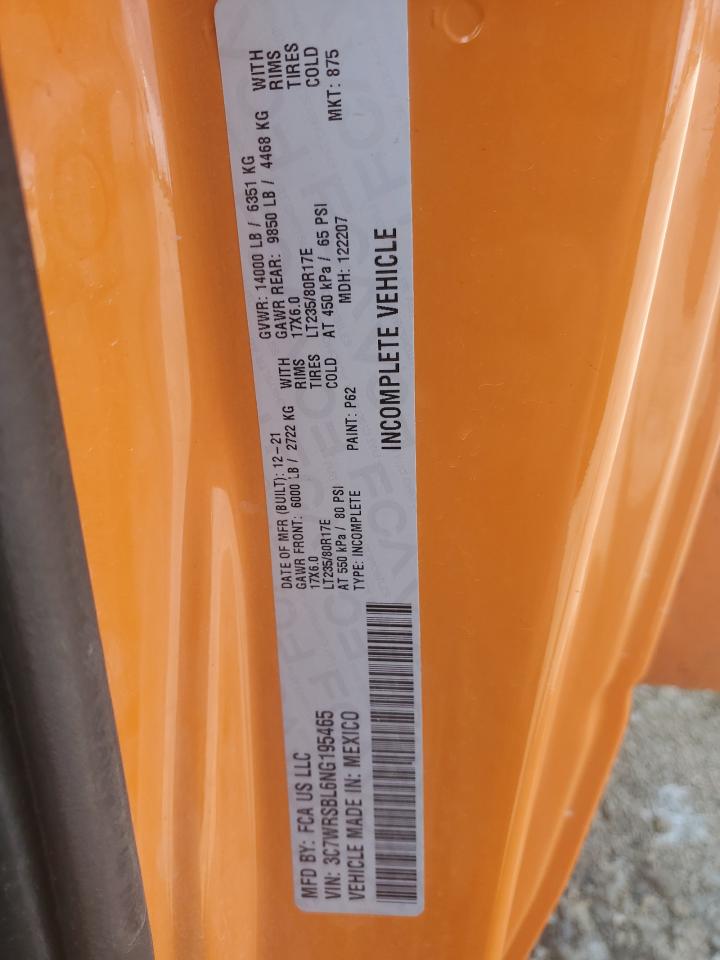 MFD BY: FCA US LLC
DATE OF MFR (BUILT): 12-21
GVWR: 14000 LB / 6351 KG
GAWR FRONT: 6000 LB / 2722 KG WITH
GAWR REAR: 9850 LB / 4468 KG WITH
17X6.0 RIMS
17X6.0 RIMS
LT235/80R17E TIRES
LT235/80R17E TIRES
AT 550 kPa / 80 PSI COLD
AT 450 kPa / 65 PSI COLD
VIN: 3C7WRSBL6NG195465
TYPE: INCOMPLETE
PAINT: P62
MDH: 122207
MKT: 875
VEHICLE MADE IN: MEXICO
INCOMPLETE VEHICLE